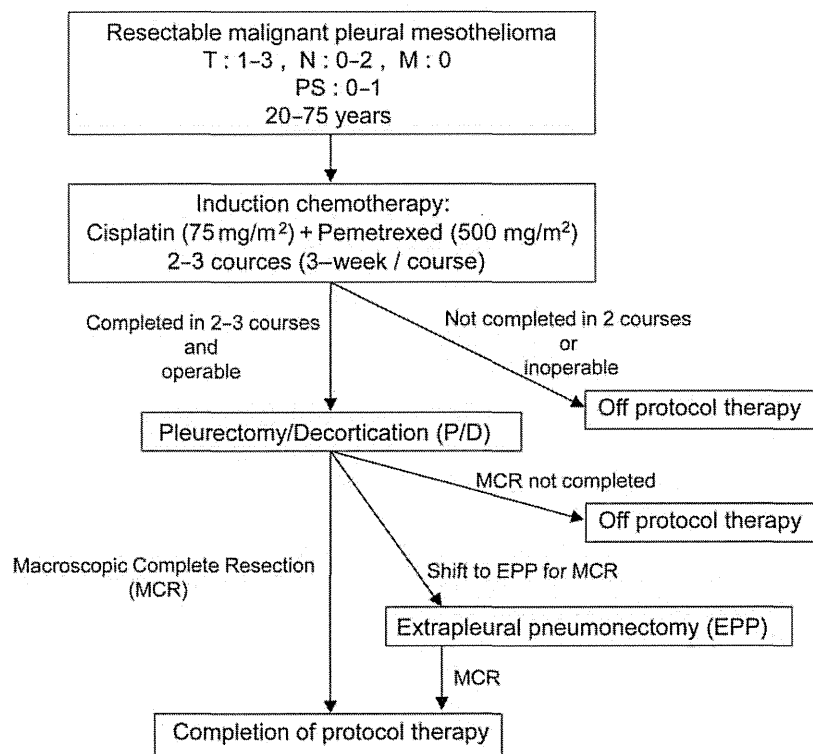 Resectable malignant pleural mesothelioma
T : 1–3 , N : 0–2 , M : 0
PS : 0–1
20–75 years
Induction chemotherapy:
Cisplatin (75 mg/m²) + Pemetrexed (500 mg/m²)
2–3 cources (3–week / course)
Completed in 2–3 courses
and
operable
Not completed in 2 courses
or
inoperable
Off protocol therapy
Pleurectomy/Decortication (P/D)
MCR not completed
Off protocol therapy
Macroscopic Complete Resection
(MCR)
Shift to EPP for MCR
Extrapleural pneumonectomy (EPP)
MCR
Completion of protocol therapy